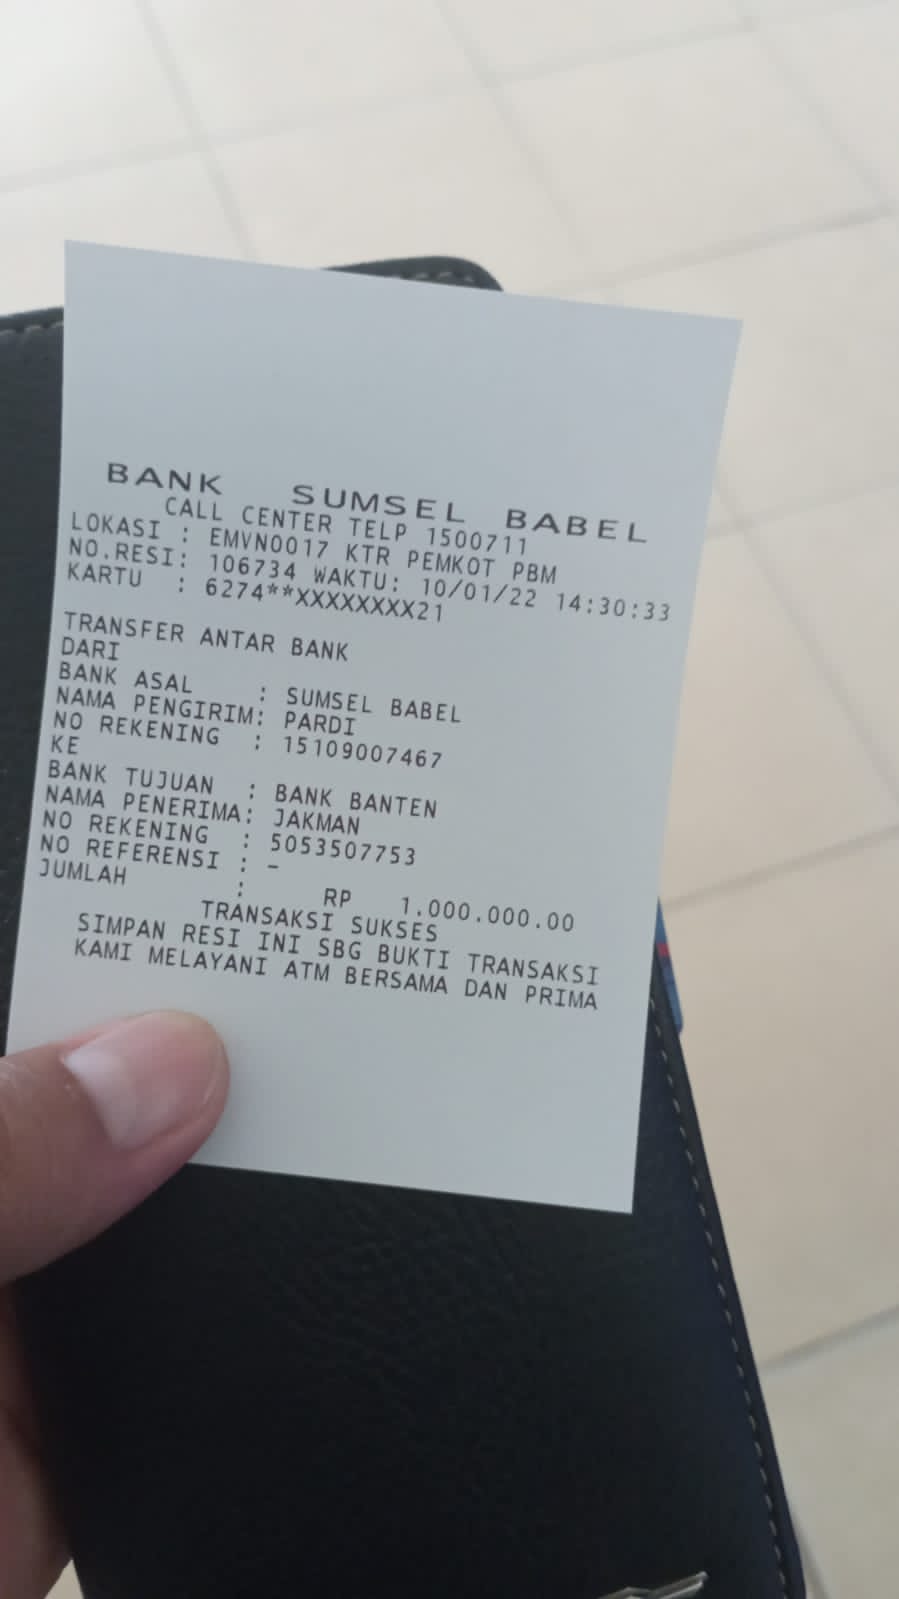 BANK SUMSEL BABEL
CALL CENTER TELP 1500711
LOKASI : EMVN0017 KTR PEMKOT PBM
NO.RESI: 106734 WAKTU: 10/01/22 14:30:33
KARTU : 6274**XXXXXXXXX21
TRANSFER ANTAR BANK
DARI
BANK ASAL : SUMSEL BABEL
NAMA PENGIRIM: PARDI
NO REKENING : 15109007467
KE
BANK TUJUAN : BANK BANTEN
NAMA PENERIMA: JAKMAN
NO REKENING : 5053507753
NO REFERENSI : -
JUMLAH : RP 1.000.000.00
TRANSAKSI SUKSES
SIMPAN RESI INI SBG BUKTI TRANSAKSI
KAMI MELAYANI ATM BERSAMA DAN PRIMA